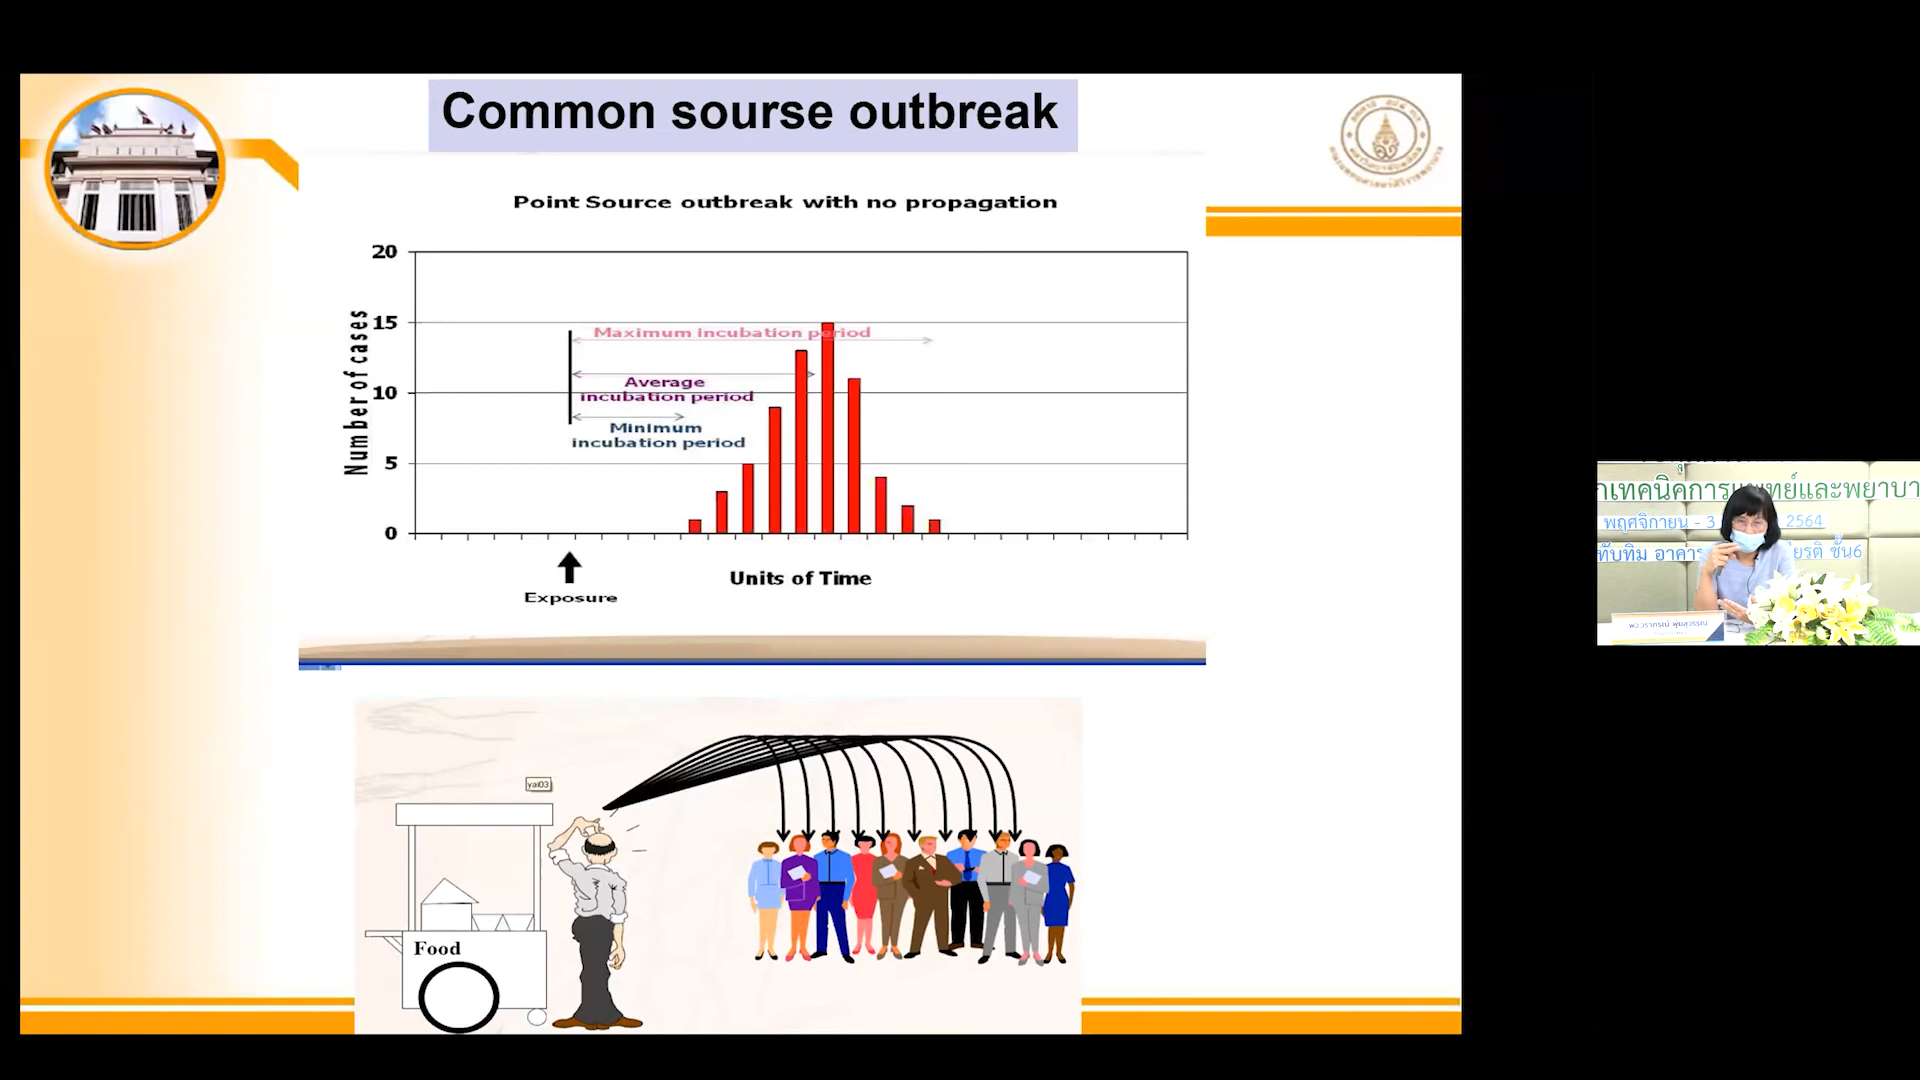 Common sourse outbreak
Point Source outbreak with no propagation
Number of cases
20
15
10
5
0
Maximum incubation period
Average
incubation period
Minimum
incubation period
Exposure
Units of Time
yai03
Food
กเทคนิคการแพทย์และพยาบา
พฤศจิกายน - 3
2564
ทับทิม อาคาร
ยรติ ชั้น6
พว.วราภรณ์ พุ่มสุวรรณ